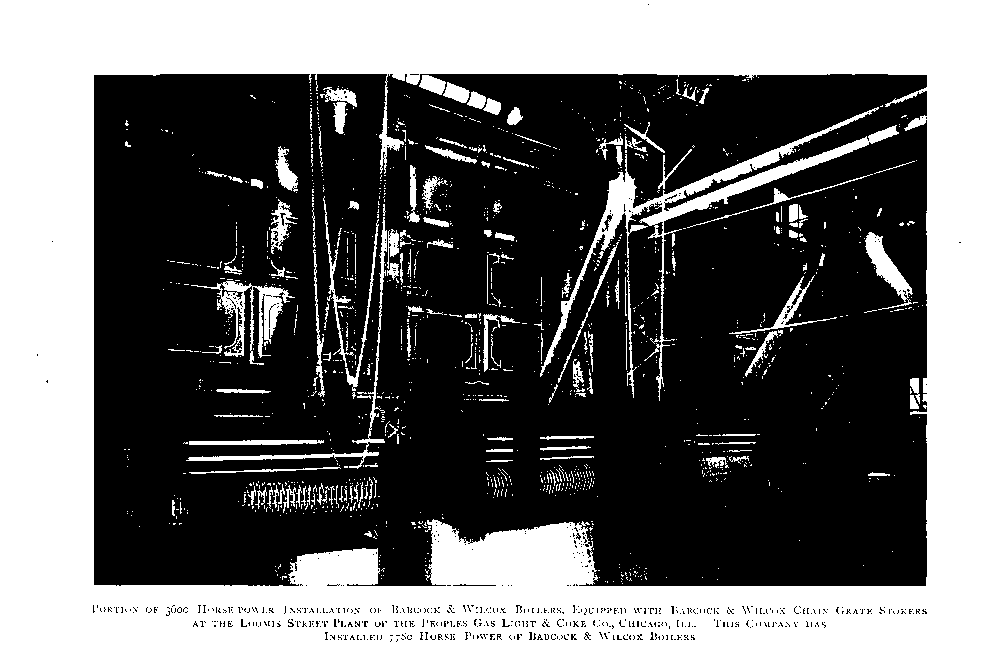 PORTION OF 3600 HORSE-POWER INSTALLATION OF BABCOCK & WILCOX BOILERS, EQUIPPED WITH BABCOCK & WILCOX CHAIN GRATE STOKERS
AT THE LOOMIS STREET PLANT OF THE PEOPLES GAS LIGHT & COKE CO., CHICAGO, ILL. THIS COMPANY HAS
INSTALLED 7780 HORSE POWER OF BABCOCK & WILCOX BOILERS